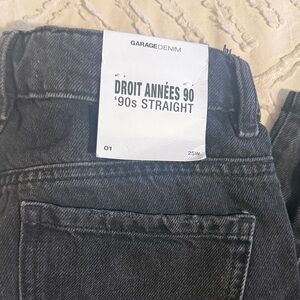 GARAGEDENIM
DROIT ANNÉES 90
'90s STRAIGHT
01 25W